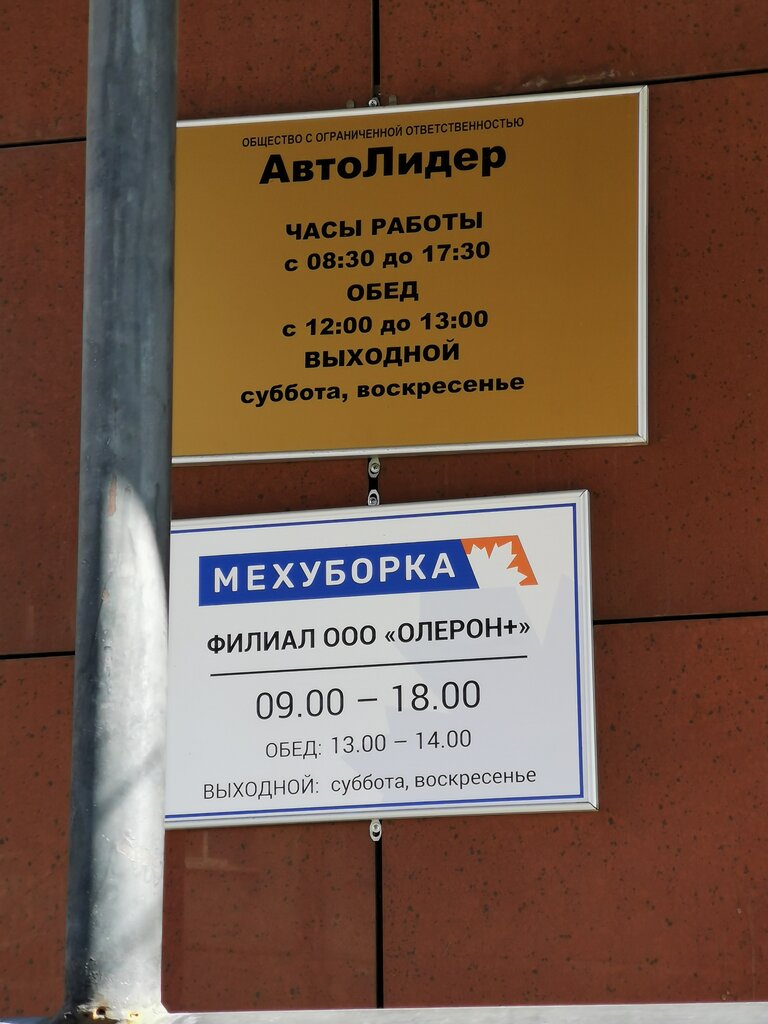 ОБЩЕСТВО С ОГРАНИЧЕННОЙ ОТВЕТСТВЕННОСТЬЮ
АвтоЛидер
ЧАСЫ РАБОТЫ
с 08:30 до 17:30
ОБЕД
с 12:00 до 13:00
ВЫХОДНОЙ
суббота, воскресенье
МЕХУБОРКА
ФИЛИАЛ ООО «ОЛЕРОН+»
09.00 – 18.00
ОБЕД: 13.00 – 14.00
ВЫХОДНОЙ: суббота, воскресенье